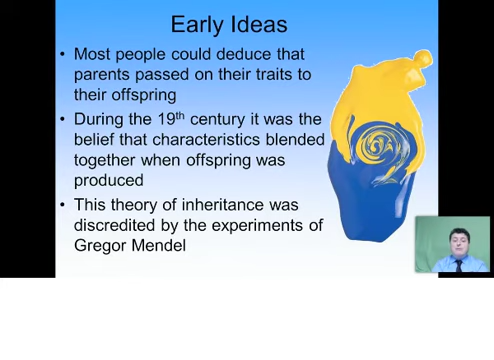 Early Ideas
• Most people could deduce that
parents passed on their traits to
their offspring
• During the 19th century it was the
belief that characteristics blended
together when offspring was
produced
• This theory of inheritance was
discredited by the experiments of
Gregor Mendel